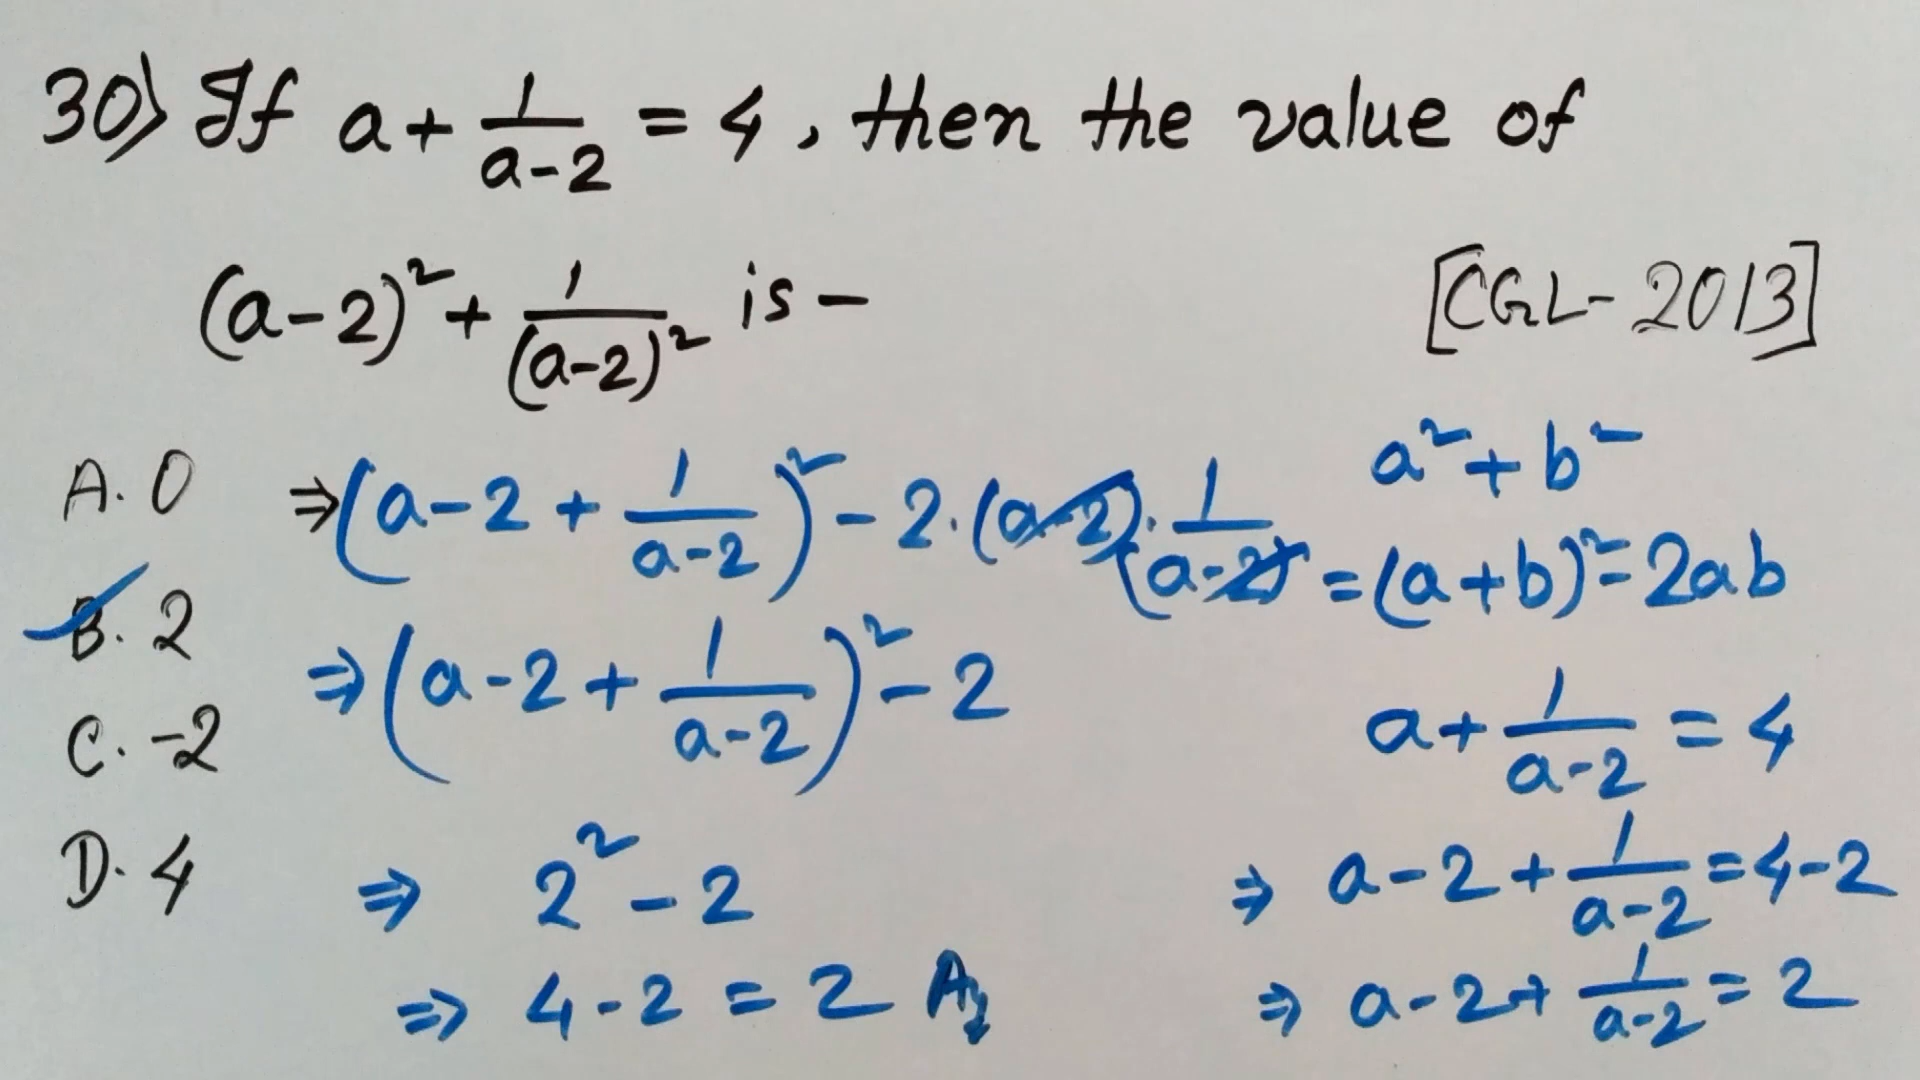 30) If a + 1/(a-2) = 4, then the value of
(a-2)² + 1/(a-2)² is -
[CGL-2013]
A. 0
B. 2
C. -2
D. 4
⇒ (a-2 + 1/(a-2))² - 2.(a-2).1/(a-2)
⇒ (a-2 + 1/(a-2))² - 2
⇒ 2² - 2
⇒ 4 - 2 = 2 Ans
a² + b²
= (a+b)² - 2ab
a + 1/(a-2) = 4
⇒ a-2 + 1/(a-2) = 4-2
⇒ a-2 + 1/(a-2) = 2